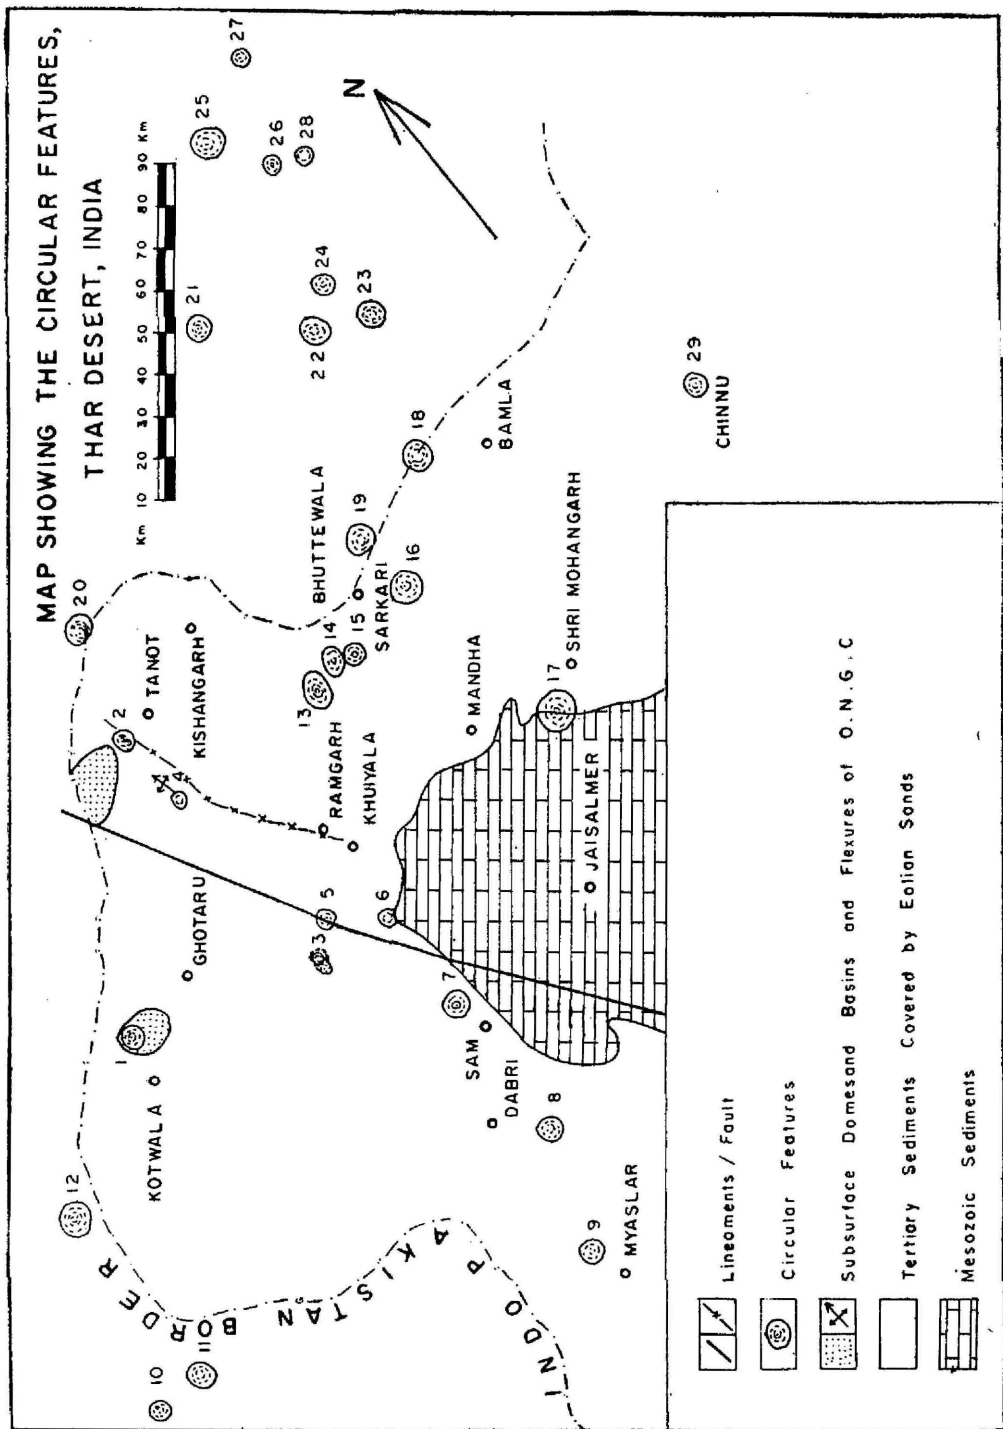 MAP SHOWING THE CIRCULAR FEATURES,
THAR DESERT, INDIA
Km 10 20 30 40 50 60 70 80 90 Km
N
27
25
26
28
21
24
22
23
20
TANOT
2
KISHANGARH
4
BHUTTEWALA
19
18
BAMLA
16
15
SARKARI
14
13
RAMGARH
KHUIYALA
MANDHA
SHRI MOHANGARH
17
29
CHINNU
JAISALMER
GHOTARU
5
3
6
7
SAM
DABRI
8
1
KOTWALA
12
9
MYASLAR
10
11
INDO PAKISTAN BORDER
Lineaments / Fault
Circular Features
Subsurface Domesand Basins and Flexures of O.N.G.C
Tertiary Sediments Covered by Eolian Sands
Mesozoic Sediments